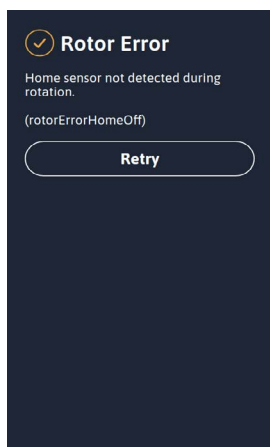 Rotor Error
Home sensor not detected during
rotation.
(rotorErrorHomeOff)
Retry